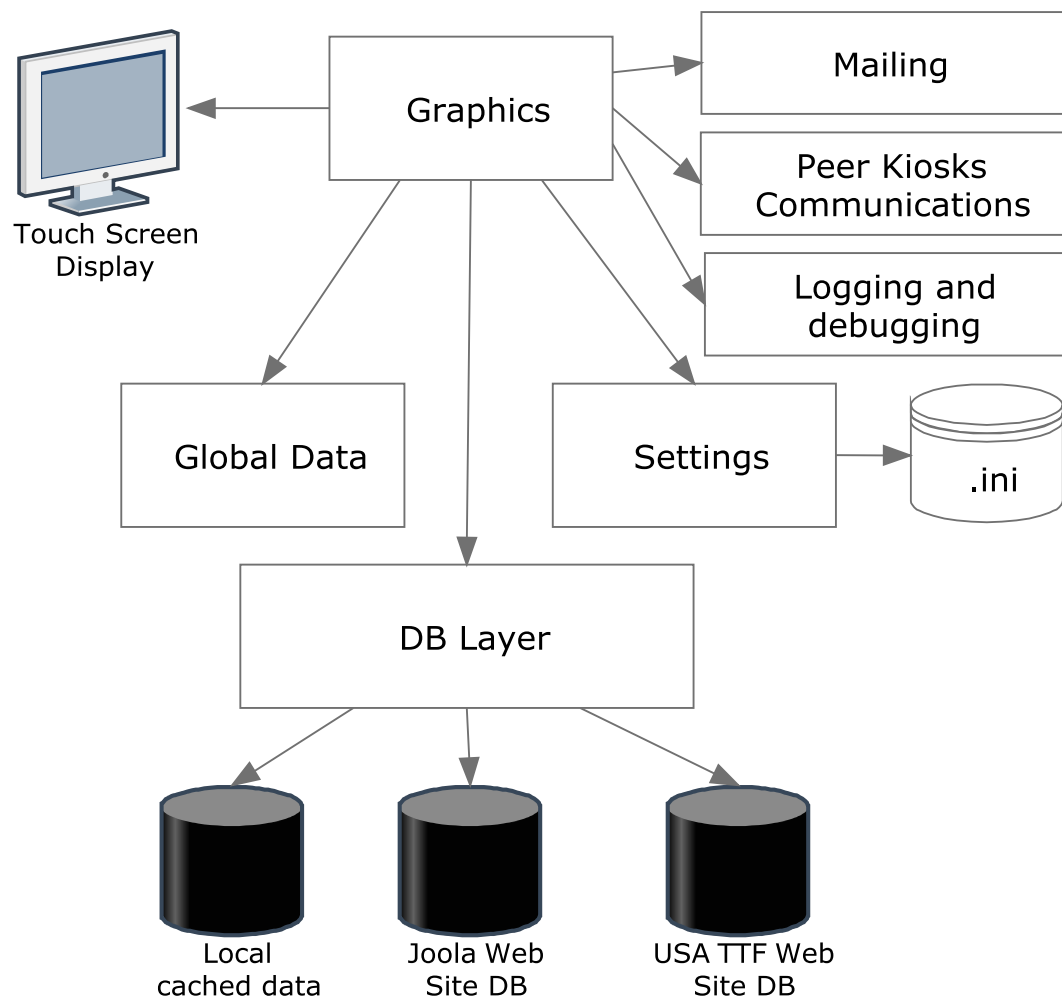 Graphics
Mailing
Peer Kiosks
Communications
Logging and
debugging
Touch Screen
Display
Global Data
Settings
.ini
DB Layer
Local
cached data
Joola Web
Site DB
USA TTF Web
Site DB